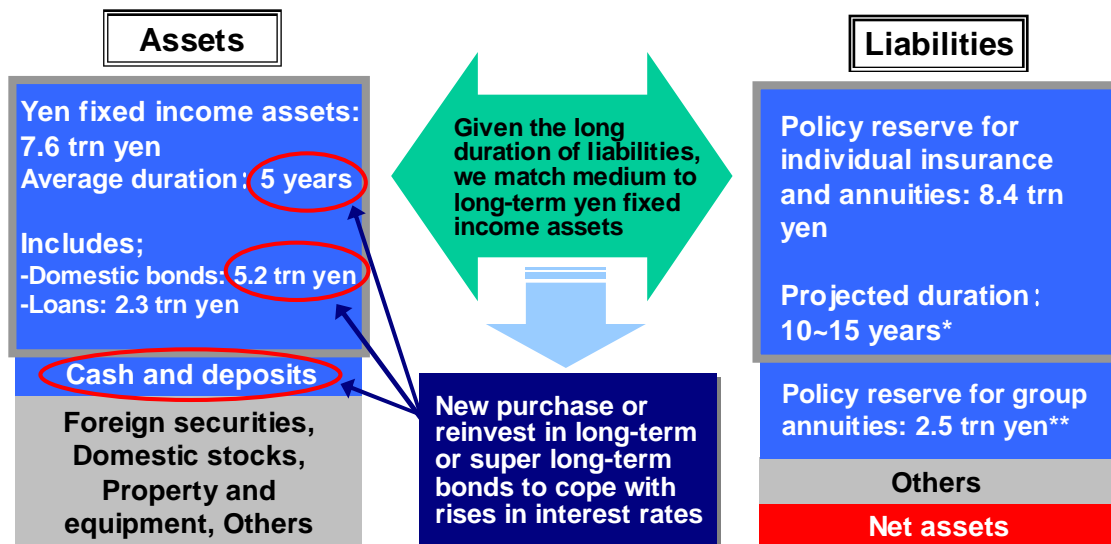 Assets
Yen fixed income assets:
7.6 trn yen
Average duration: 5 years
Includes;
-Domestic bonds: 5.2 trn yen
-Loans: 2.3 trn yen
Cash and deposits
Foreign securities,
Domestic stocks,
Property and
equipment, Others
Given the long
duration of liabilities,
we match medium to
long-term yen fixed
income assets
New purchase or
reinvest in long-term
or super long-term
bonds to cope with
rises in interest rates
Liabilities
Policy reserve for
individual insurance
and annuities: 8.4 trn
yen
Projected duration:
10~15 years*
Policy reserve for group
annuities: 2.5 trn yen**
Others
Net assets